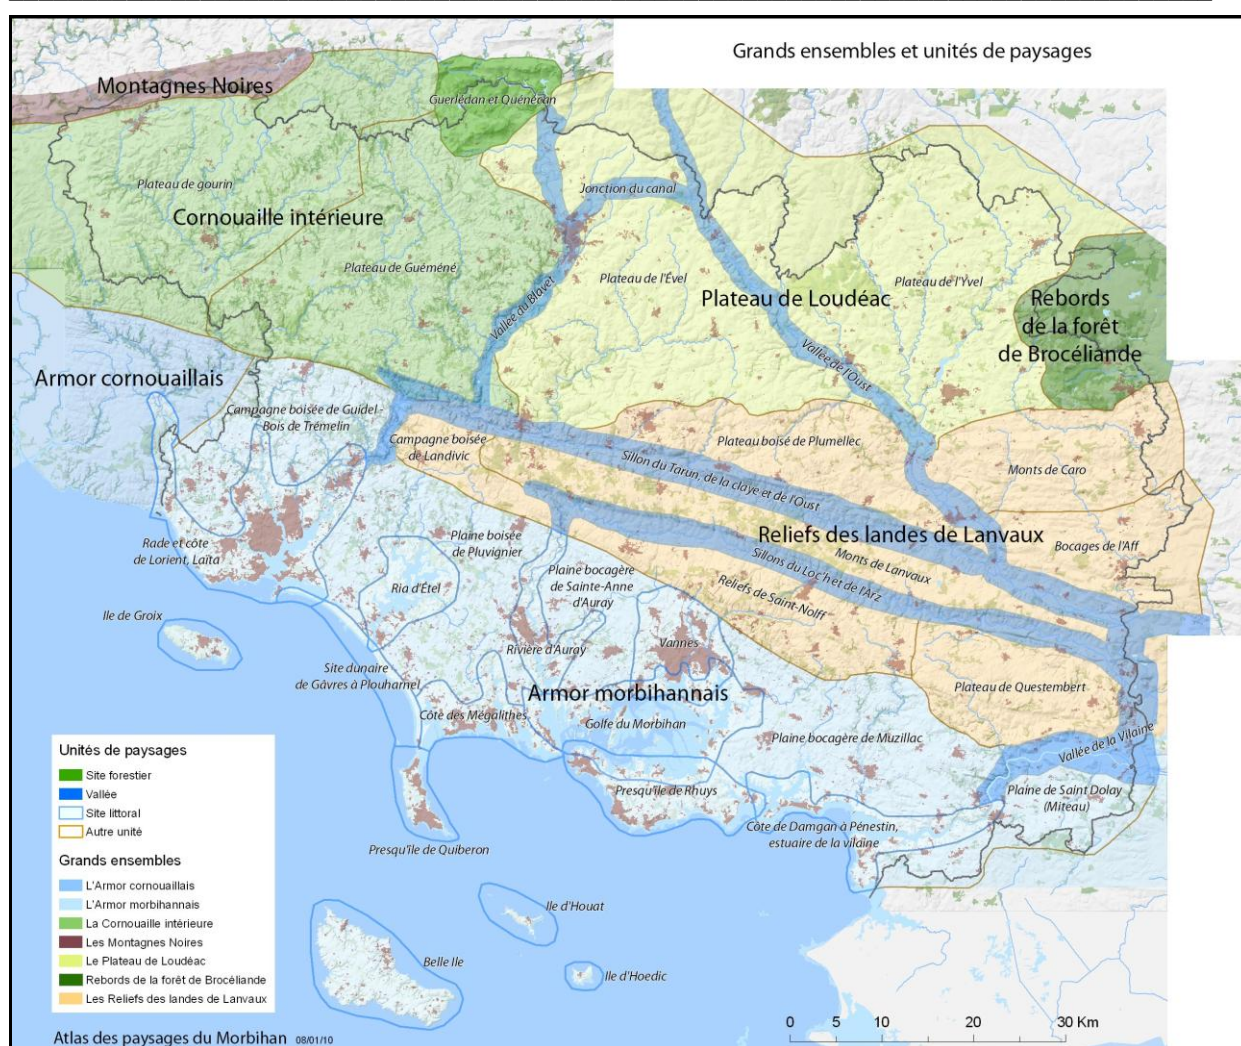 Grands ensembles et unités de paysages
Montagnes Noires
Guerlédan et Quénécan
Plateau de gourin
Jonction du canal
Cornouaille intérieure
Plateau de Guéméné
Plateau de l'Ével
Plateau de l'Yvel
Vallée du Blavet
Plateau de Loudéac
Rebords
de la forêt
de Brocéliande
Vallée de l'Oust
Armor cornouaillais
Campagne boisée de Guidel -
Bois de Trémelin
Campagne boisée
de Landivic
Plateau boisé de Plumellec
Sillon du Tarun, de la claye et de l'Oust
Monts de Caro
Reliefs des landes de Lanvaux
Bocages de l'Aff
Monts de Lanvaux
Sillons du Loc'h et de l'Arz
Reliefs de Saint-Nolff
Rade et côte
de Lorient, Laïta
Plaine boisée
de Pluvignier
Plaine bocagère
de Sainte-Anne
d'Auray
Ria d'Étel
Ile de Groix
Rivière d'Auray
Vannes
Site dunaire
de Gâvres à Plouharnel
Armor morbihannais
Plateau de Questembert
Côte des Mégalithes
Golfe du Morbihan
Plaine bocagère de Muzillac
Vallée de la Vilaine
Presqu'île de Rhuys
Plaine de Saint Dolay
(Miteau)
Côte de Damgan à Pénestin,
estuaire de la vilaine
Presqu'île de Quiberon
Ile d'Houat
Belle Ile
Ile d'Hoedic
Unités de paysages
Site forestier
Vallée
Site littoral
Autre unité
Grands ensembles
L'Armor cornouaillais
L'Armor morbihannais
La Cornouaille intérieure
Les Montagnes Noires
Le Plateau de Loudéac
Rebords de la forêt de Brocéliande
Les Reliefs des landes de Lanvaux
0 5 10 20 30 Km
Atlas des paysages du Morbihan 08/01/10